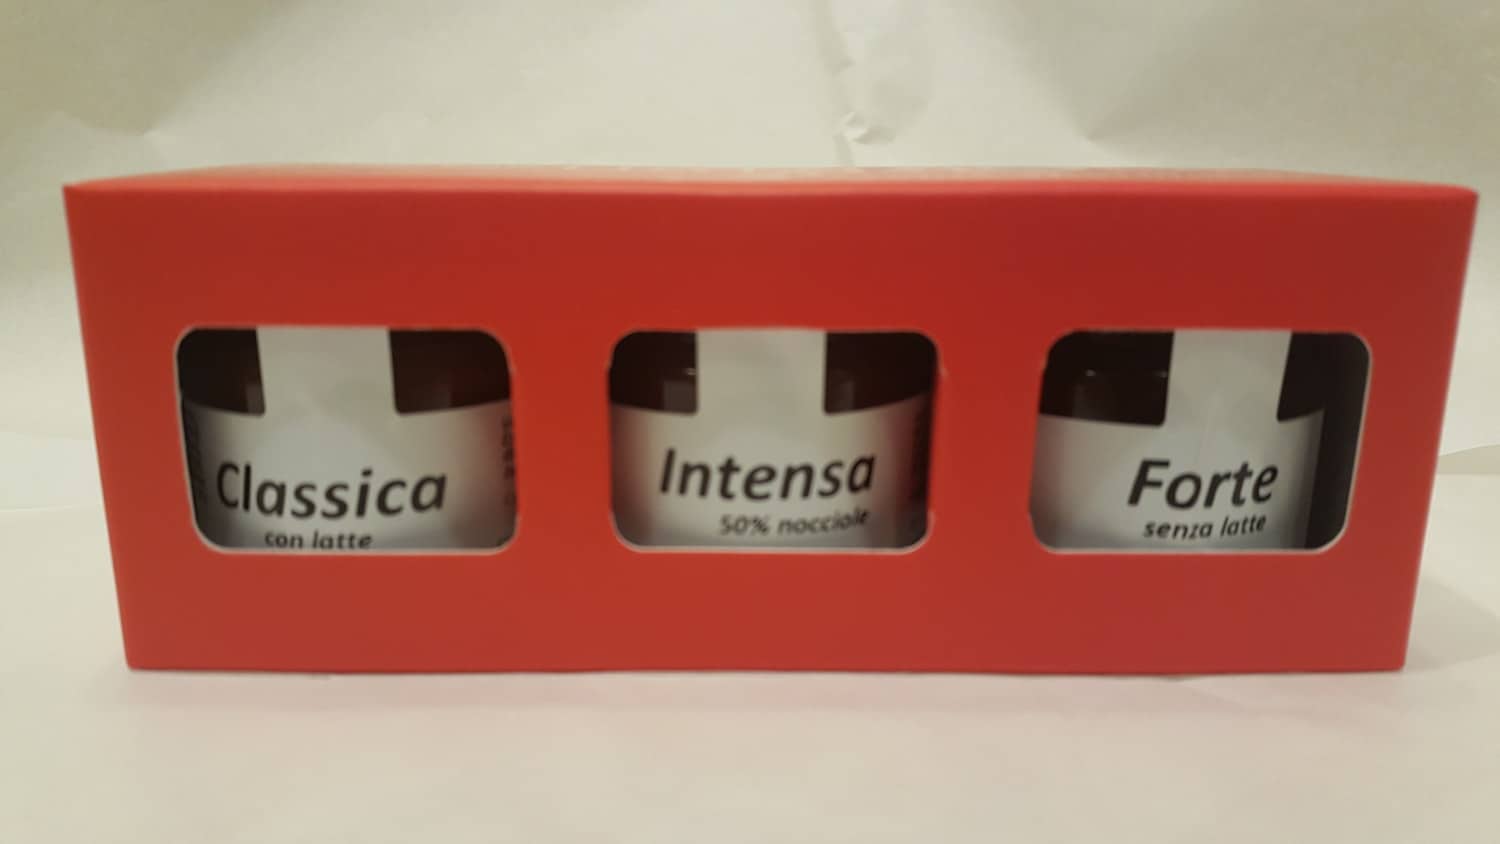 Classica
con latte
Intensa
50% nocciole
Forte
senza latte